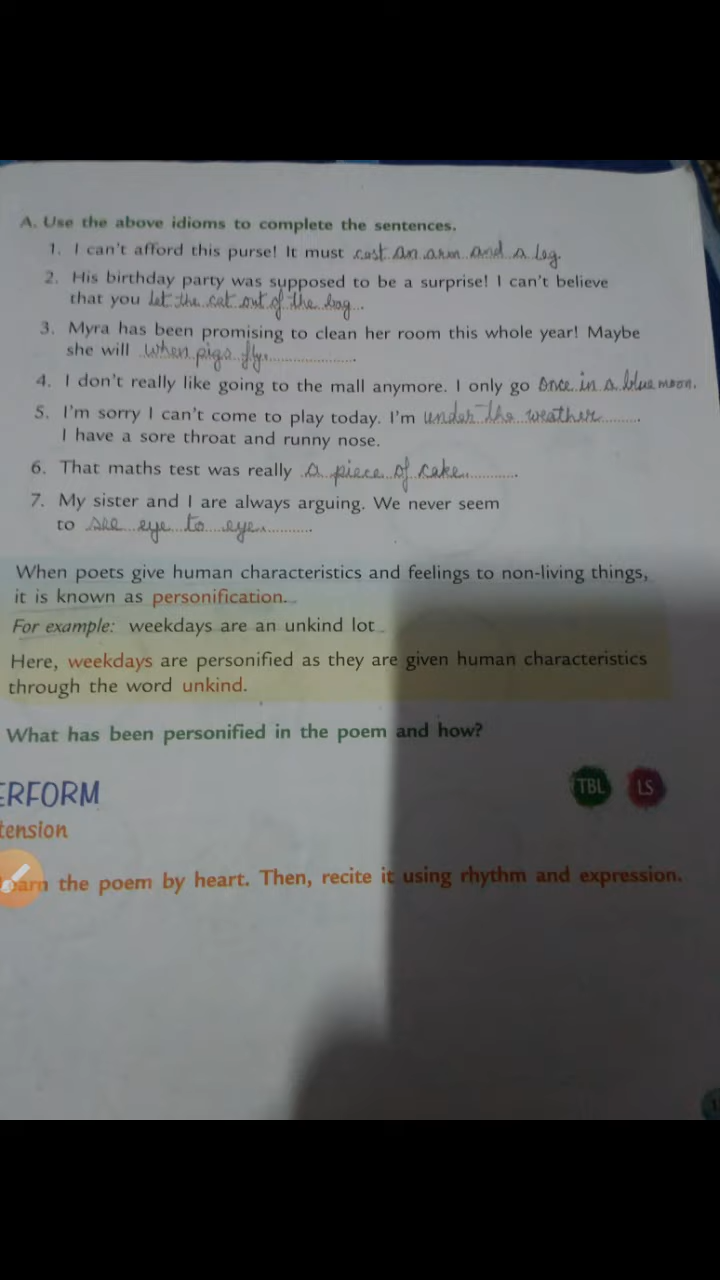 A. Use the above idioms to complete the sentences.
1. I can't afford this purse! It must cost an arm and a leg.
2. His birthday party was supposed to be a surprise! I can't believe
that you let the cat out of the bag...
3. Myra has been promising to clean her room this whole year! Maybe
she will when pigs fly.....................
4. I don't really like going to the mall anymore. I only go once in a blue moon.
5. I'm sorry I can't come to play today. I'm under the weather.........
I have a sore throat and runny nose.
6. That maths test was really a piece of cake.............
7. My sister and I are always arguing. We never seem
to see eye to eye.............
When poets give human characteristics and feelings to non-living things,
it is known as personification.
For example: weekdays are an unkind lot
Here, weekdays are personified as they are given human characteristics
through the word unkind.
What has been personified in the poem and how?
ERFORM
TBL LS
tension
earn the poem by heart. Then, recite it using rhythm and expression.